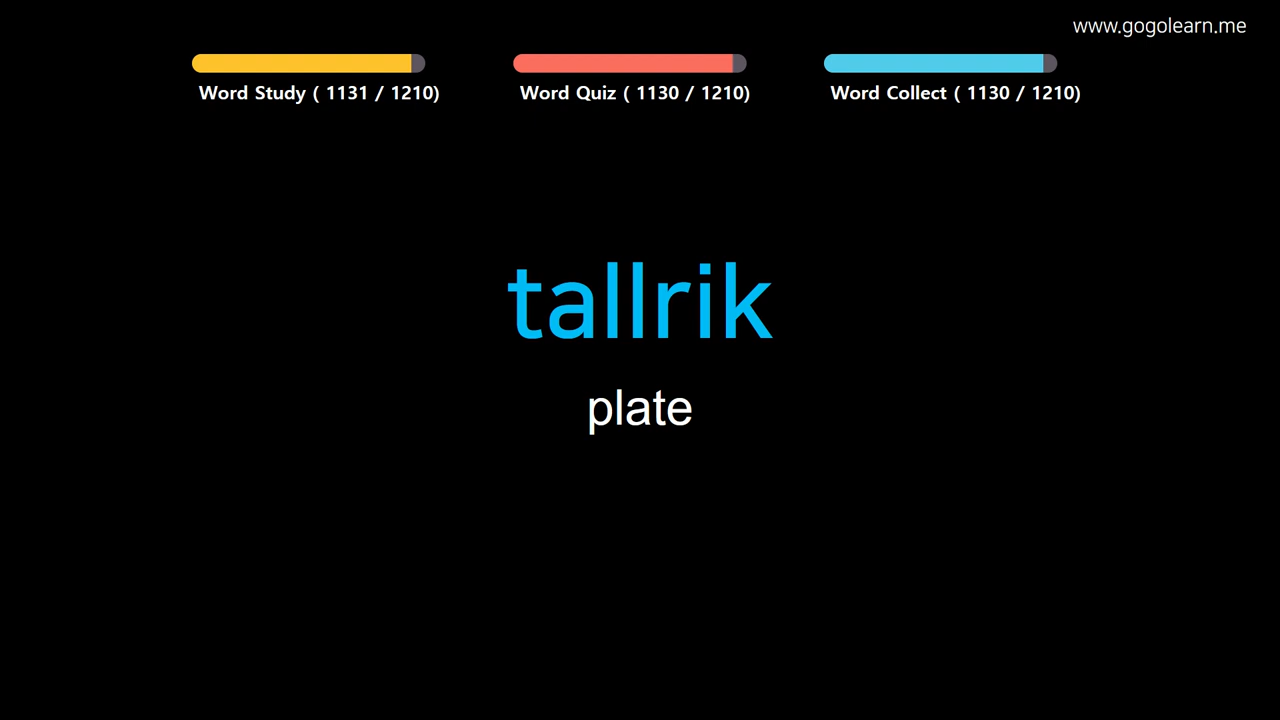 www.gogolearn.me
Word Study ( 1131 / 1210)
Word Quiz ( 1130 / 1210)
Word Collect ( 1130 / 1210)
tallrik
plate